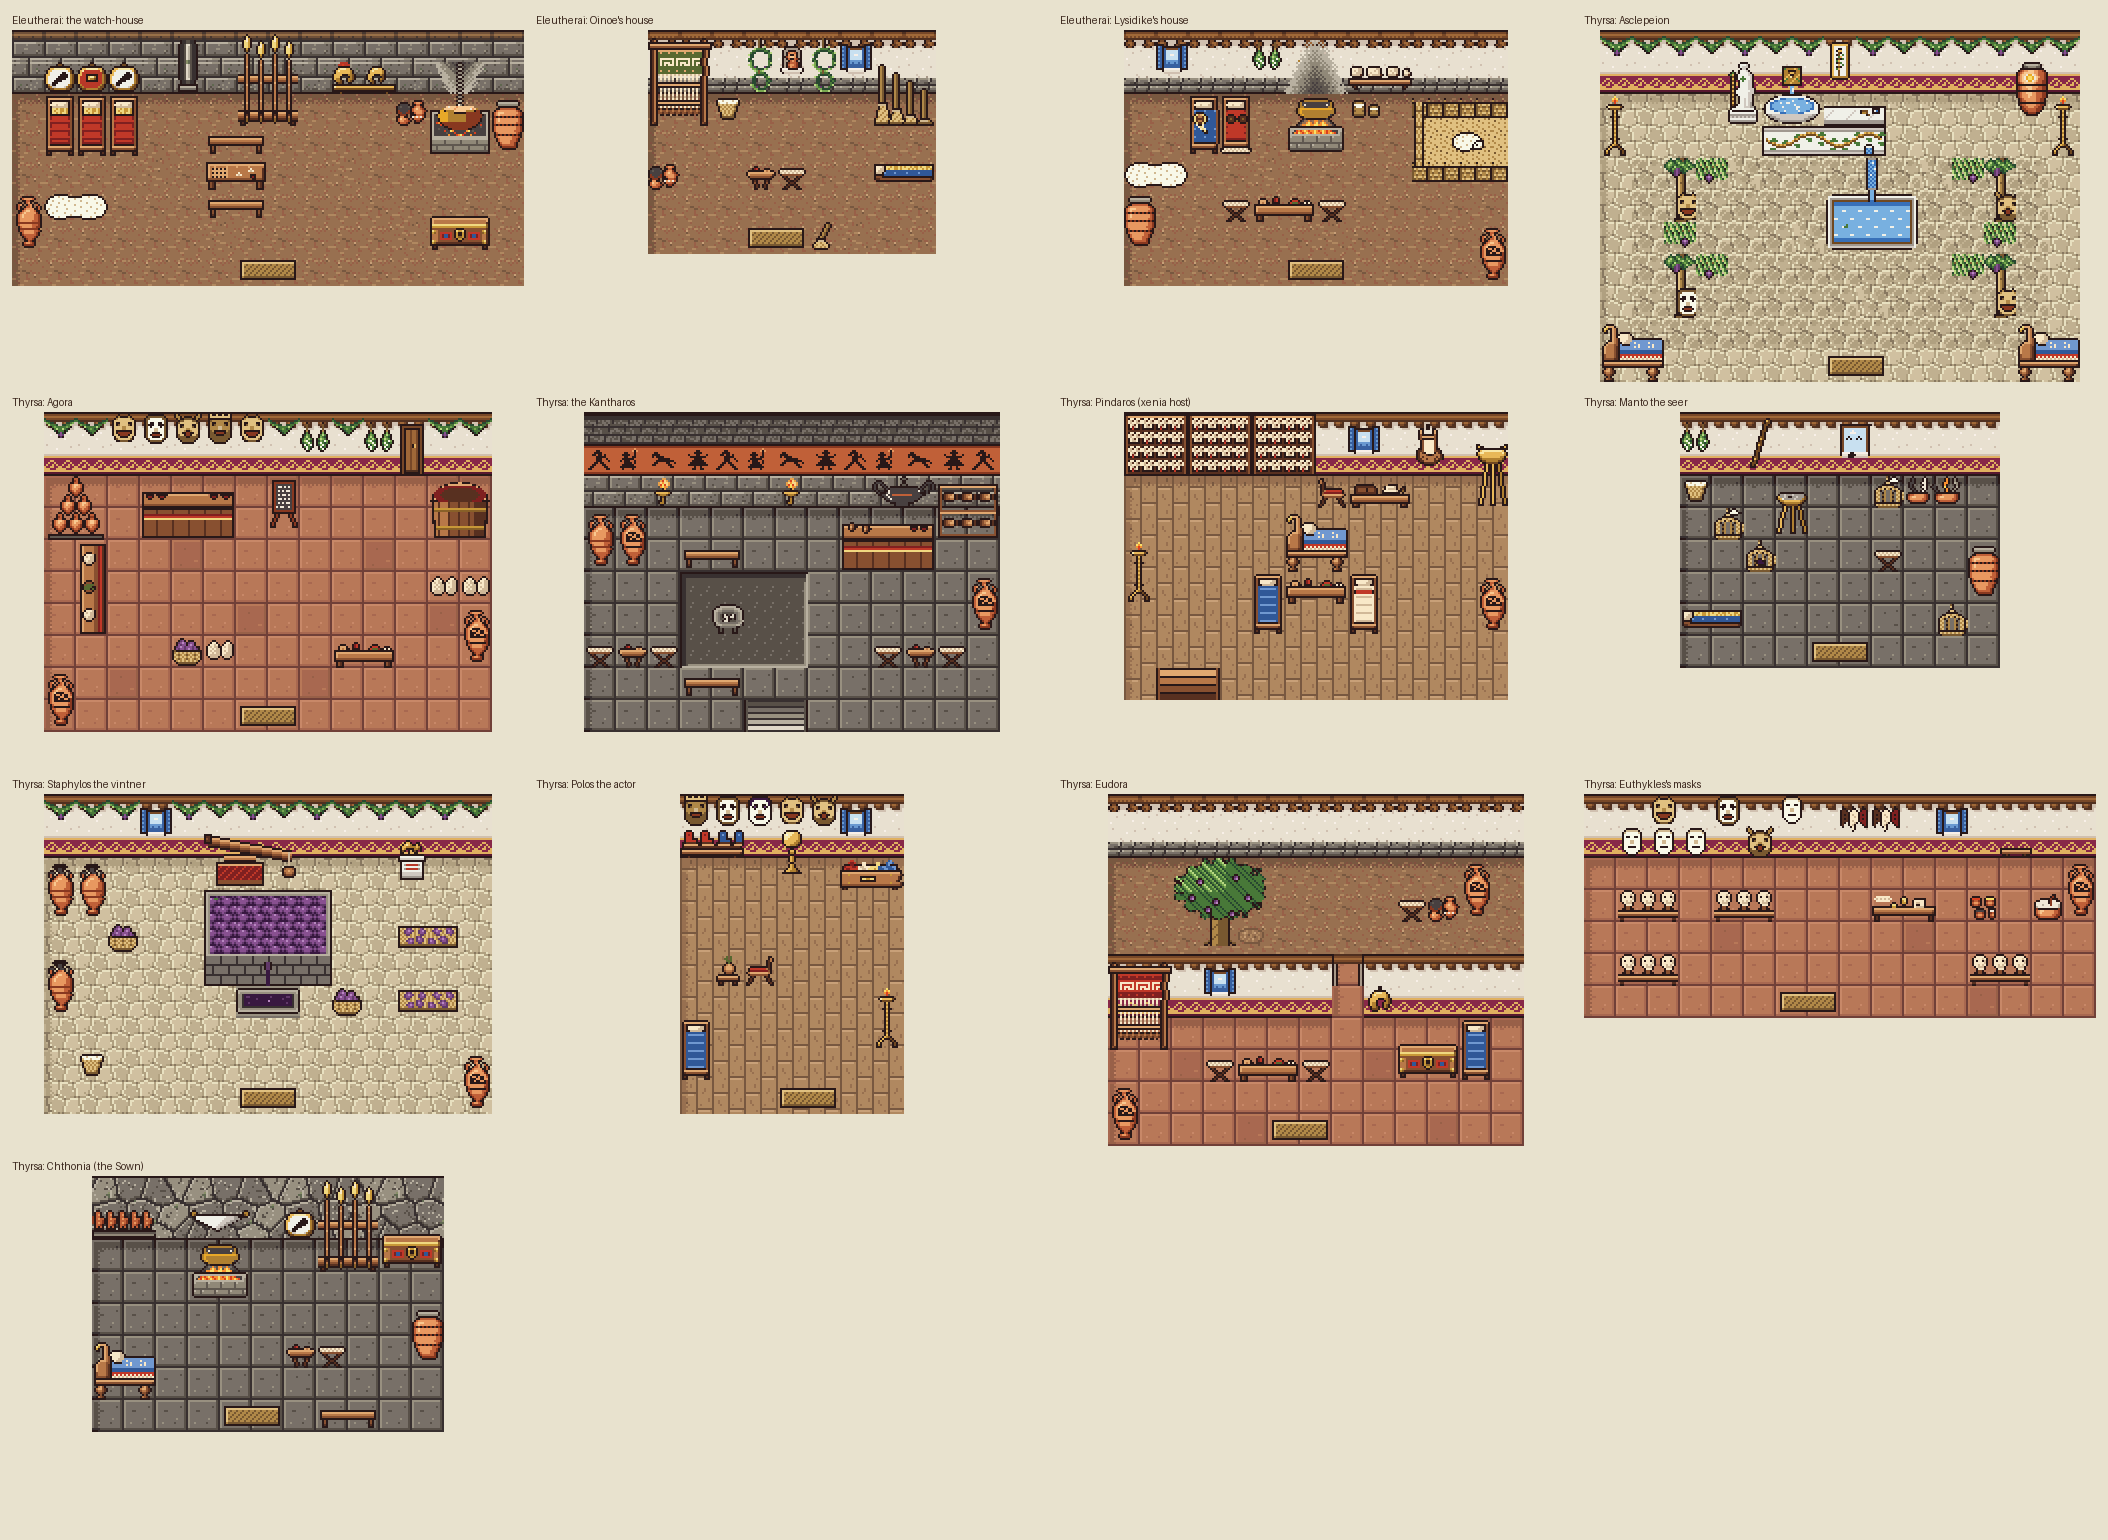 Eleutherai: the watch-house
Eleutherai: Oinoe's house
Eleutherai: Lysidike's house
Thyrsa: Asclepeion
Thyrsa: Agora
Thyrsa: the Kantharos
Thyrsa: Pindaros (xenia host)
Thyrsa: Manto the seer
Thyrsa: Staphylos the vintner
Thyrsa: Polos the actor
Thyrsa: Eudora
Thyrsa: Euthykles's masks
Thyrsa: Chthonia (the Sown)